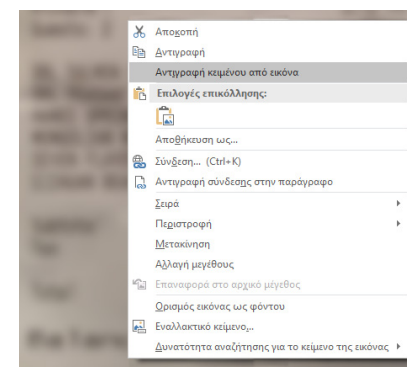 Αποκοπή
Αντιγραφή
Αντιγραφή κειμένου από εικόνα
Επιλογές επικόλλησης:
Αποθήκευση ως...
Σύνδεση... (Ctrl+K)
Αντιγραφή σύνδεσης στην παράγραφο
Σειρά
Περιστροφή
Μετακίνηση
Αλλαγή μεγέθους
Επαναφορά στο αρχικό μέγεθος
Ορισμός εικόνας ως φόντου
Εναλλακτικό κείμενο...
Δυνατότητα αναζήτησης για το κείμενο της εικόνας